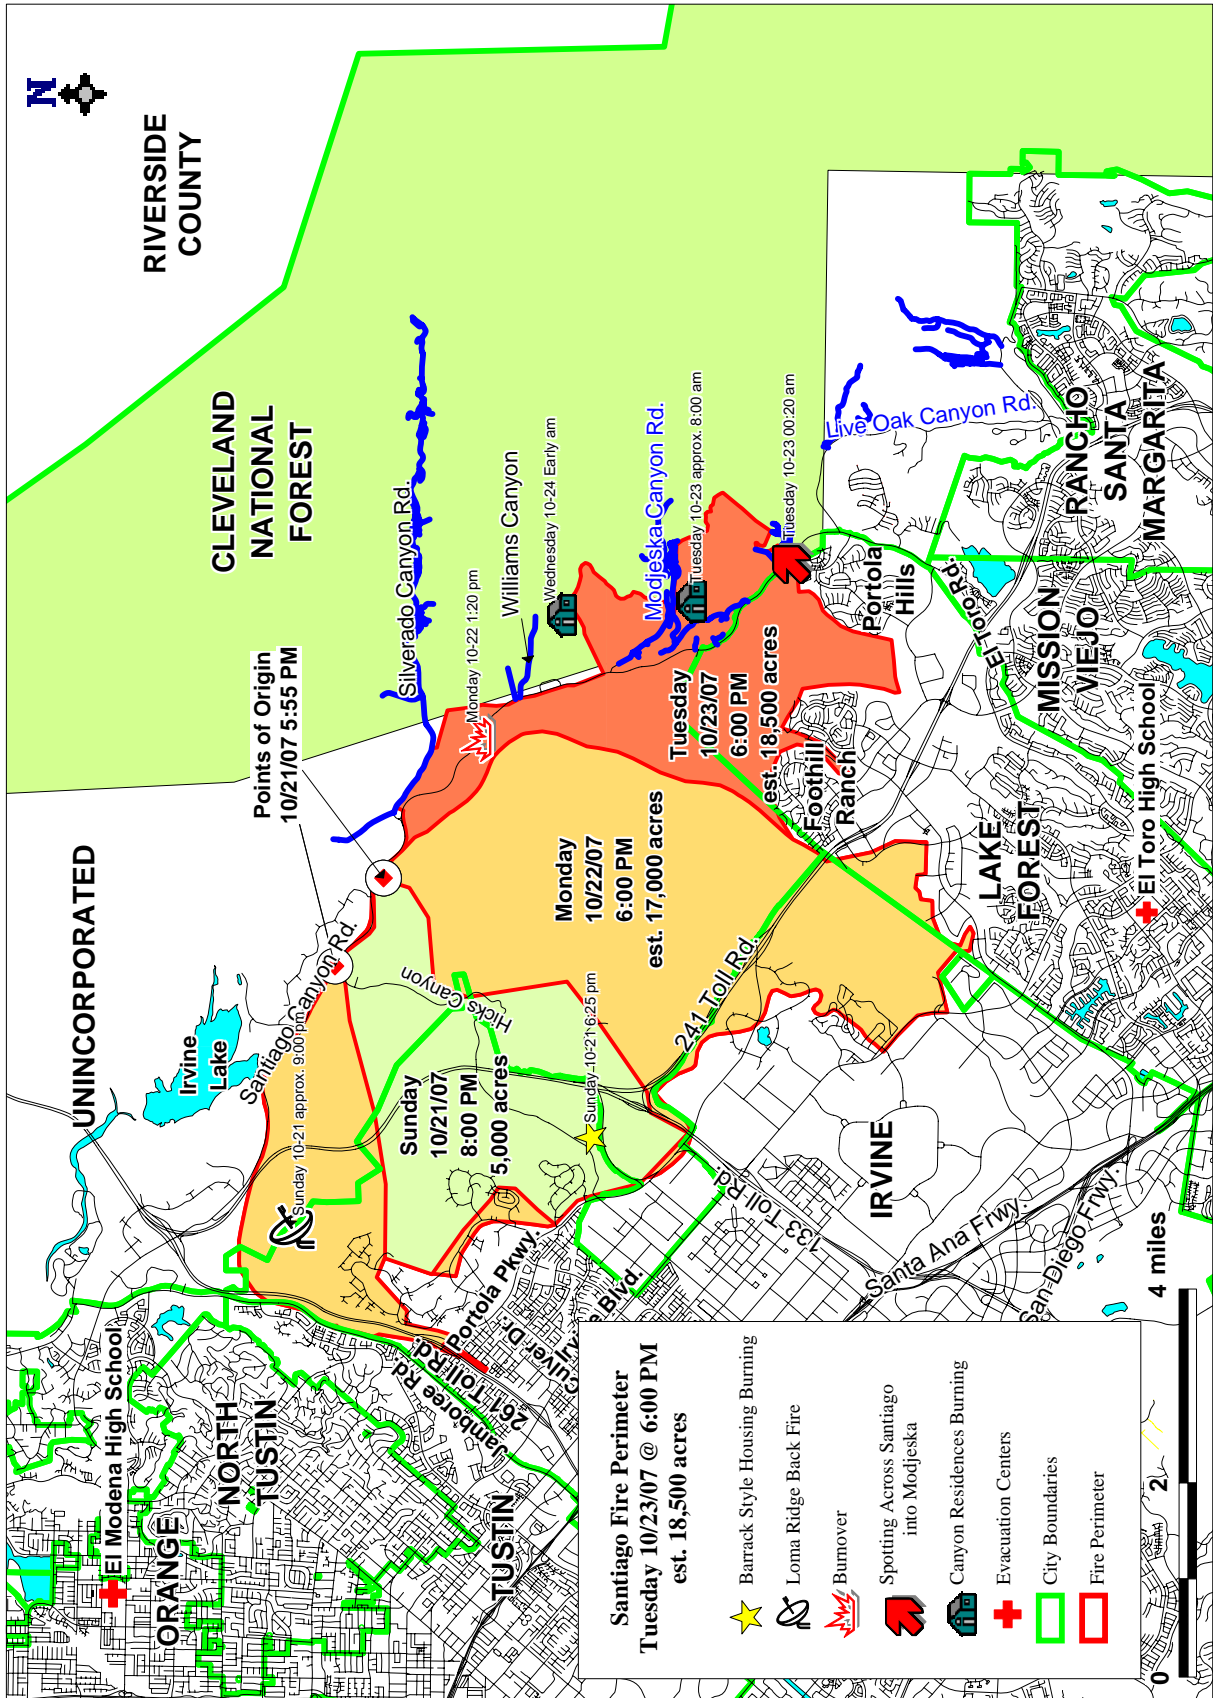 N
RIVERSIDE
COUNTY
CLEVELAND
NATIONAL
FOREST
UNINCORPORATED
Points of Origin
10/21/07 5:55 PM
Silverado Canyon Rd.
Monday 10-22 1:20 pm
Williams Canyon
Wednesday 10-24 Early am
Modjeska Canyon Rd.
Tuesday 10-23 approx. 8:00 am
Tuesday 10-23 00:20 am
Live Oak Canyon Rd.
Irvine
Lake
Santiago Canyon Rd.
Sunday 10-21 approx. 9:00 pm
Hicks Canyon
Sunday
10/21/07
8:00 PM
5,000 acres
Sunday 10-21 6:25 pm
Monday
10/22/07
6:00 PM
est. 17,000 acres
Tuesday
10/23/07
6:00 PM
est. 18,500 acres
Portola
Hills
Foothill
Ranch
241 Toll Rd.
El Toro Rd.
RANCHO
SANTA
MARGARITA
MISSION
VIEJO
LAKE
FOREST
El Toro High School
El Modena High School
ORANGE
NORTH
TUSTIN
TUSTIN
Jamboree Rd.
261 Toll Rd.
Portola Pkwy.
Culver Dr.
Irvine Blvd.
133 Toll Rd.
IRVINE
Santa Ana Frwy.
San Diego Frwy.
Santiago Fire Perimeter
Tuesday 10/23/07 @ 6:00 PM
est. 18,500 acres
Barrack Style Housing Burning
Loma Ridge Back Fire
Burnover
Spotting Across Santiago
into Modjeska
Canyon Residences Burning
Evacuation Centers
City Boundaries
Fire Perimeter
0 2 4 miles